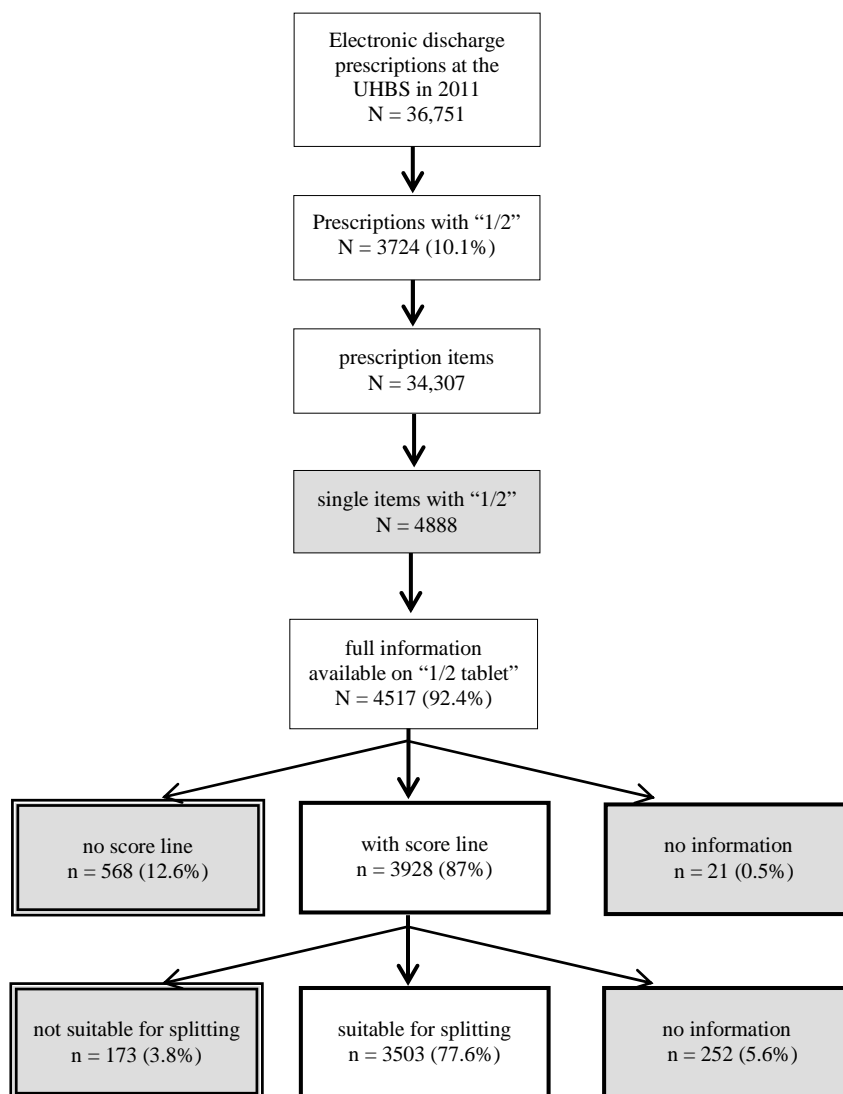 Electronic discharge
prescriptions at the
UHBS in 2011
N = 36,751
Prescriptions with “1/2”
N = 3724 (10.1%)
prescription items
N = 34,307
single items with “1/2”
N = 4888
full information
available on “1/2 tablet”
N = 4517 (92.4%)
no score line
n = 568 (12.6%)
with score line
n = 3928 (87%)
no information
n = 21 (0.5%)
not suitable for splitting
n = 173 (3.8%)
suitable for splitting
n = 3503 (77.6%)
no information
n = 252 (5.6%)